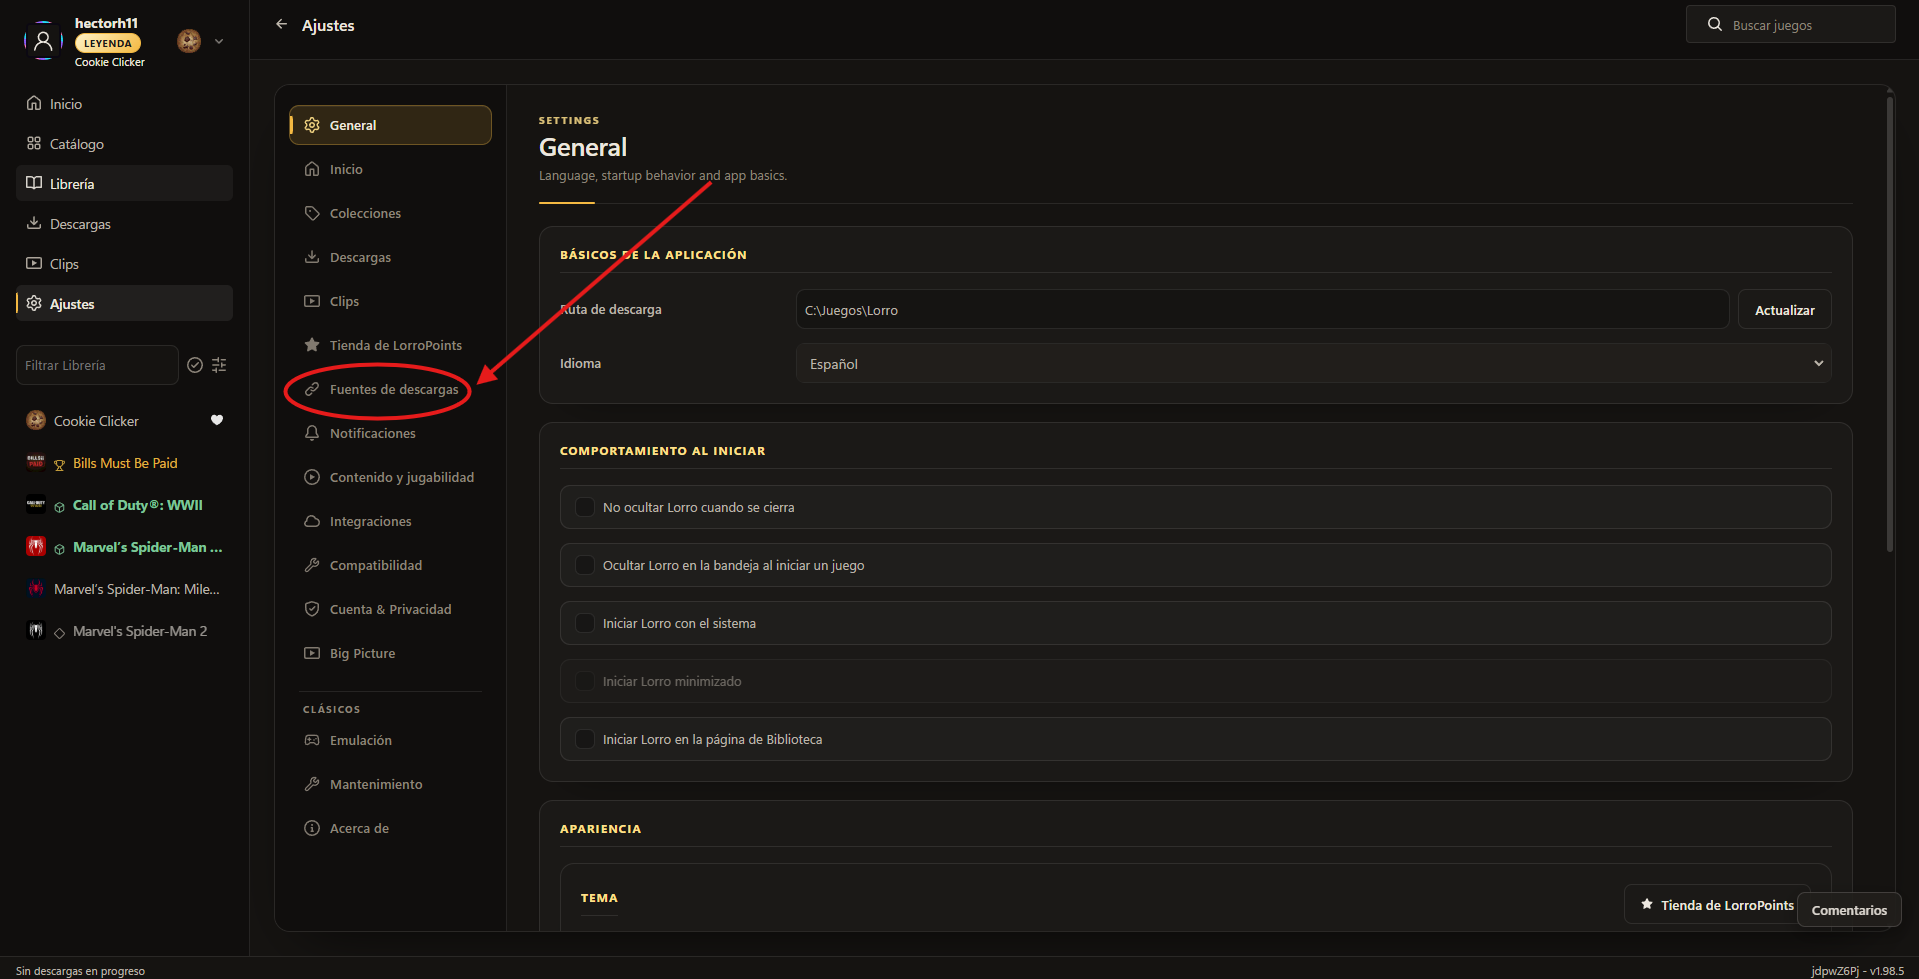 hectorh11
LEYENDA
Cookie Clicker
Inicio
Catálogo
Librería
Descargas
Clips
Ajustes
Filtrar Librería
Cookie Clicker
Bills Must Be Paid
Call of Duty®: WWII
Marvel's Spider-Man ...
Marvel's Spider-Man: Mile...
Marvel's Spider-Man 2
Sin descargas en progreso
Ajustes
Buscar juegos
General
Inicio
Colecciones
Descargas
Clips
Tienda de LorroPoints
Fuentes de descargas
Notificaciones
Contenido y jugabilidad
Integraciones
Compatibilidad
Cuenta & Privacidad
Big Picture
CLÁSICOS
Emulación
Mantenimiento
Acerca de
SETTINGS
General
Language, startup behavior and app basics.
BÁSICOS DE LA APLICACIÓN
Ruta de descarga
C:\Juegos\Lorro
Actualizar
Idioma
Español
COMPORTAMIENTO AL INICIAR
No ocultar Lorro cuando se cierra
Ocultar Lorro en la bandeja al iniciar un juego
Iniciar Lorro con el sistema
Iniciar Lorro minimizado
Iniciar Lorro en la página de Biblioteca
APARIENCIA
TEMA
Tienda de LorroPoints
Comentarios
jdpwZ6Pj - v1.98.5